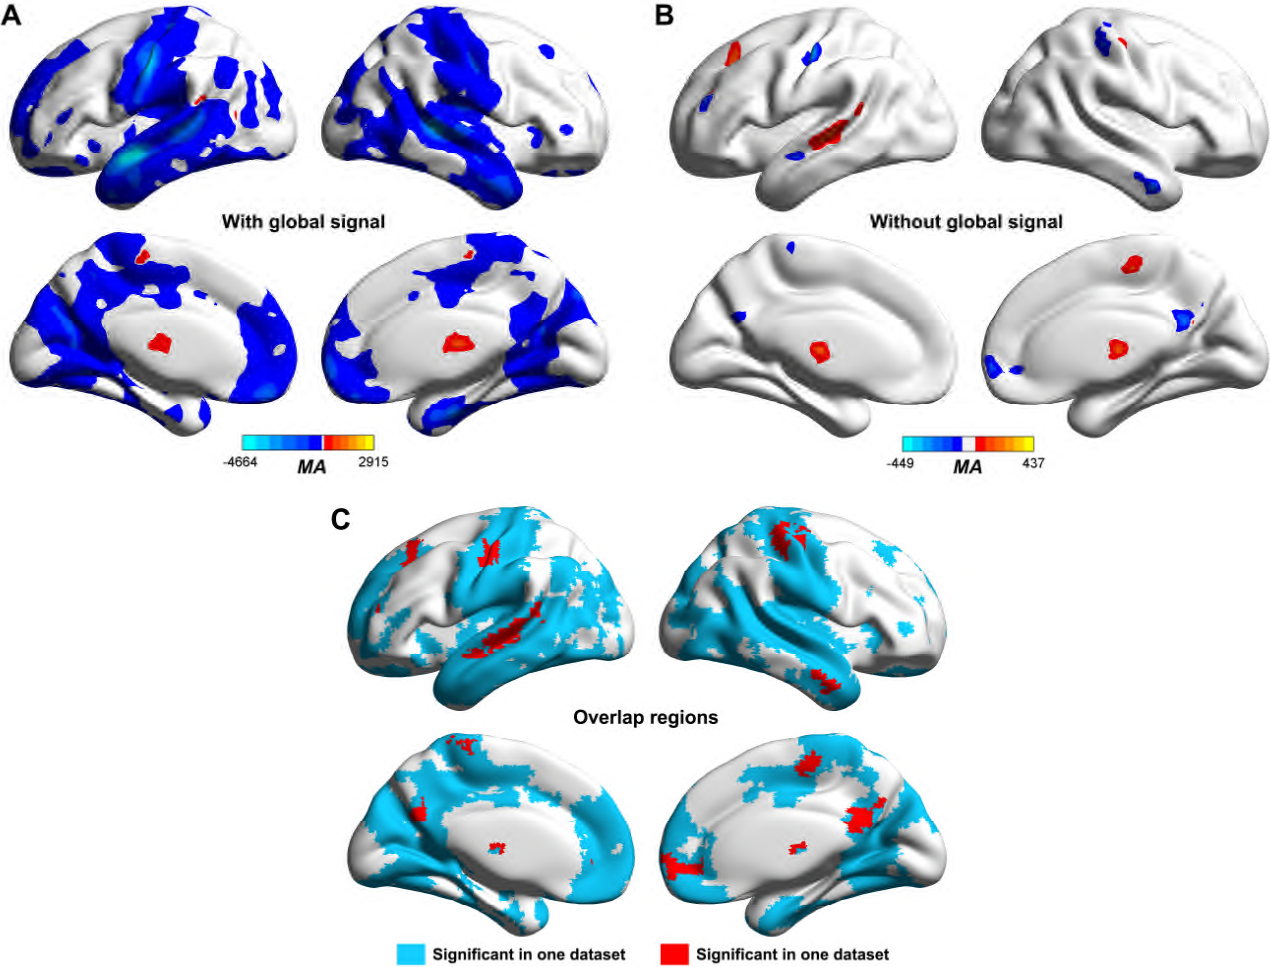 A
B
With global signal
Without global signal
-4664 MA 2915
-449 MA 437
C
Overlap regions
Significant in one dataset
Significant in one dataset